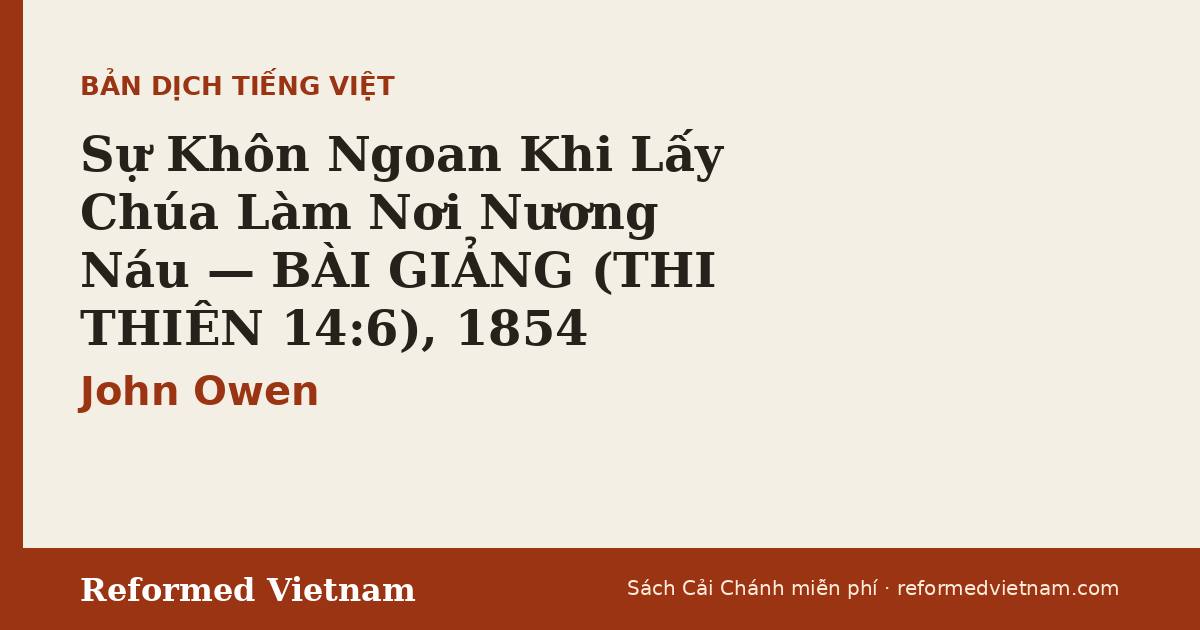 BẢN DỊCH TIẾNG VIỆT
Sự Khôn Ngoan Khi Lấy
Chúa Làm Nơi Nương
Náu — BÀI GIẢNG (THI
THIÊN 14:6), 1854
John Owen
Reformed Vietnam
Sách Cải Chánh miễn phí · reformedvietnam.com